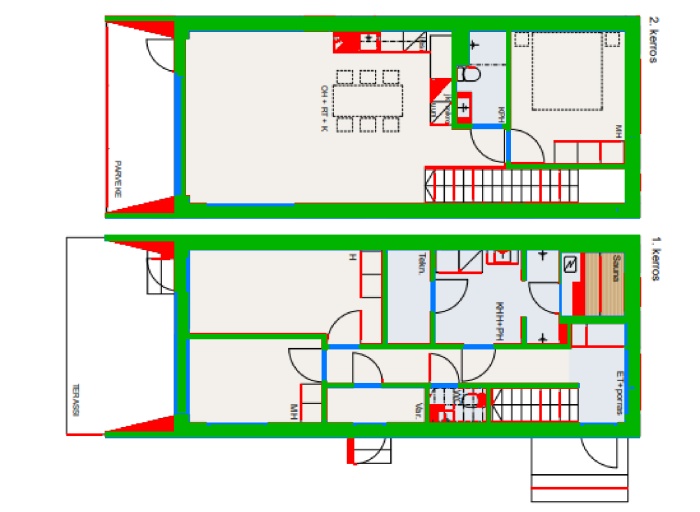 2. kerros
MH
KPH
OH + RT + K
PARVEKE
1. kerros
Sauna
KHH+PH
Tekn.
H
ET+porras
Var.
MH
TERASSI